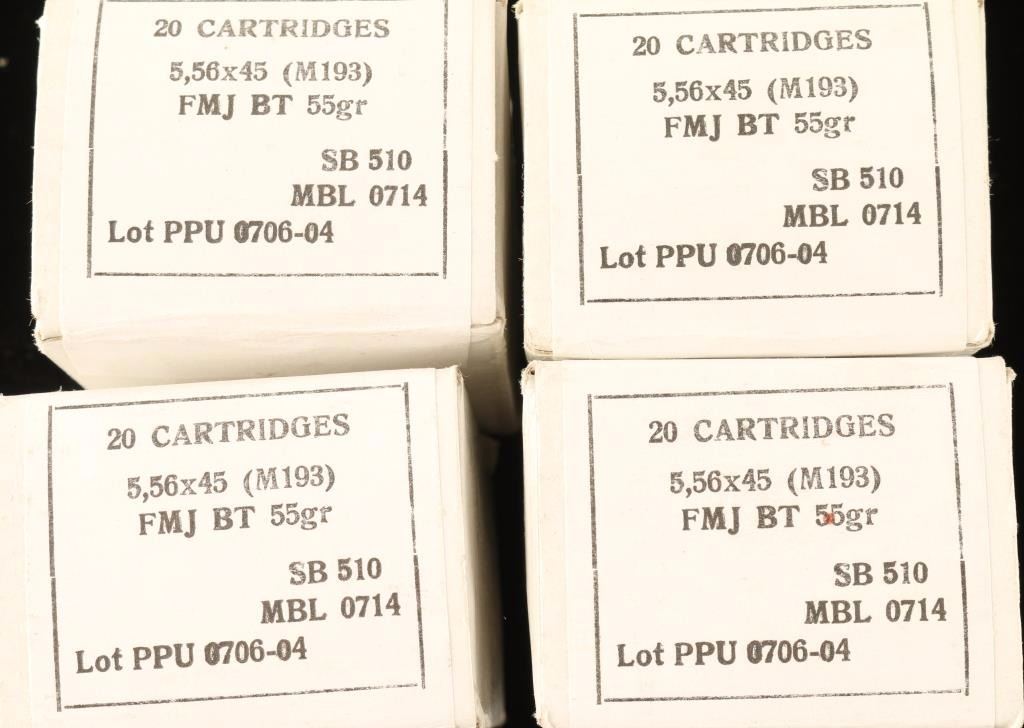 20 CARTRIDGES
5,56x45 (M193)
FMJ BT 55gr
SB 510
MBL 0714
Lot PPU 0706-04
20 CARTRIDGES
5,56x45 (M193)
FMJ BT 55gr
SB 510
MBL 0714
Lot PPU 0706-04
20 CARTRIDGES
5,56x45 (M193)
FMJ BT 55gr
SB 510
MBL 0714
Lot PPU 0706-04
20 CARTRIDGES
5,56x45 (M193)
FMJ BT 55gr
SB 510
MBL 0714
Lot PPU 0706-04